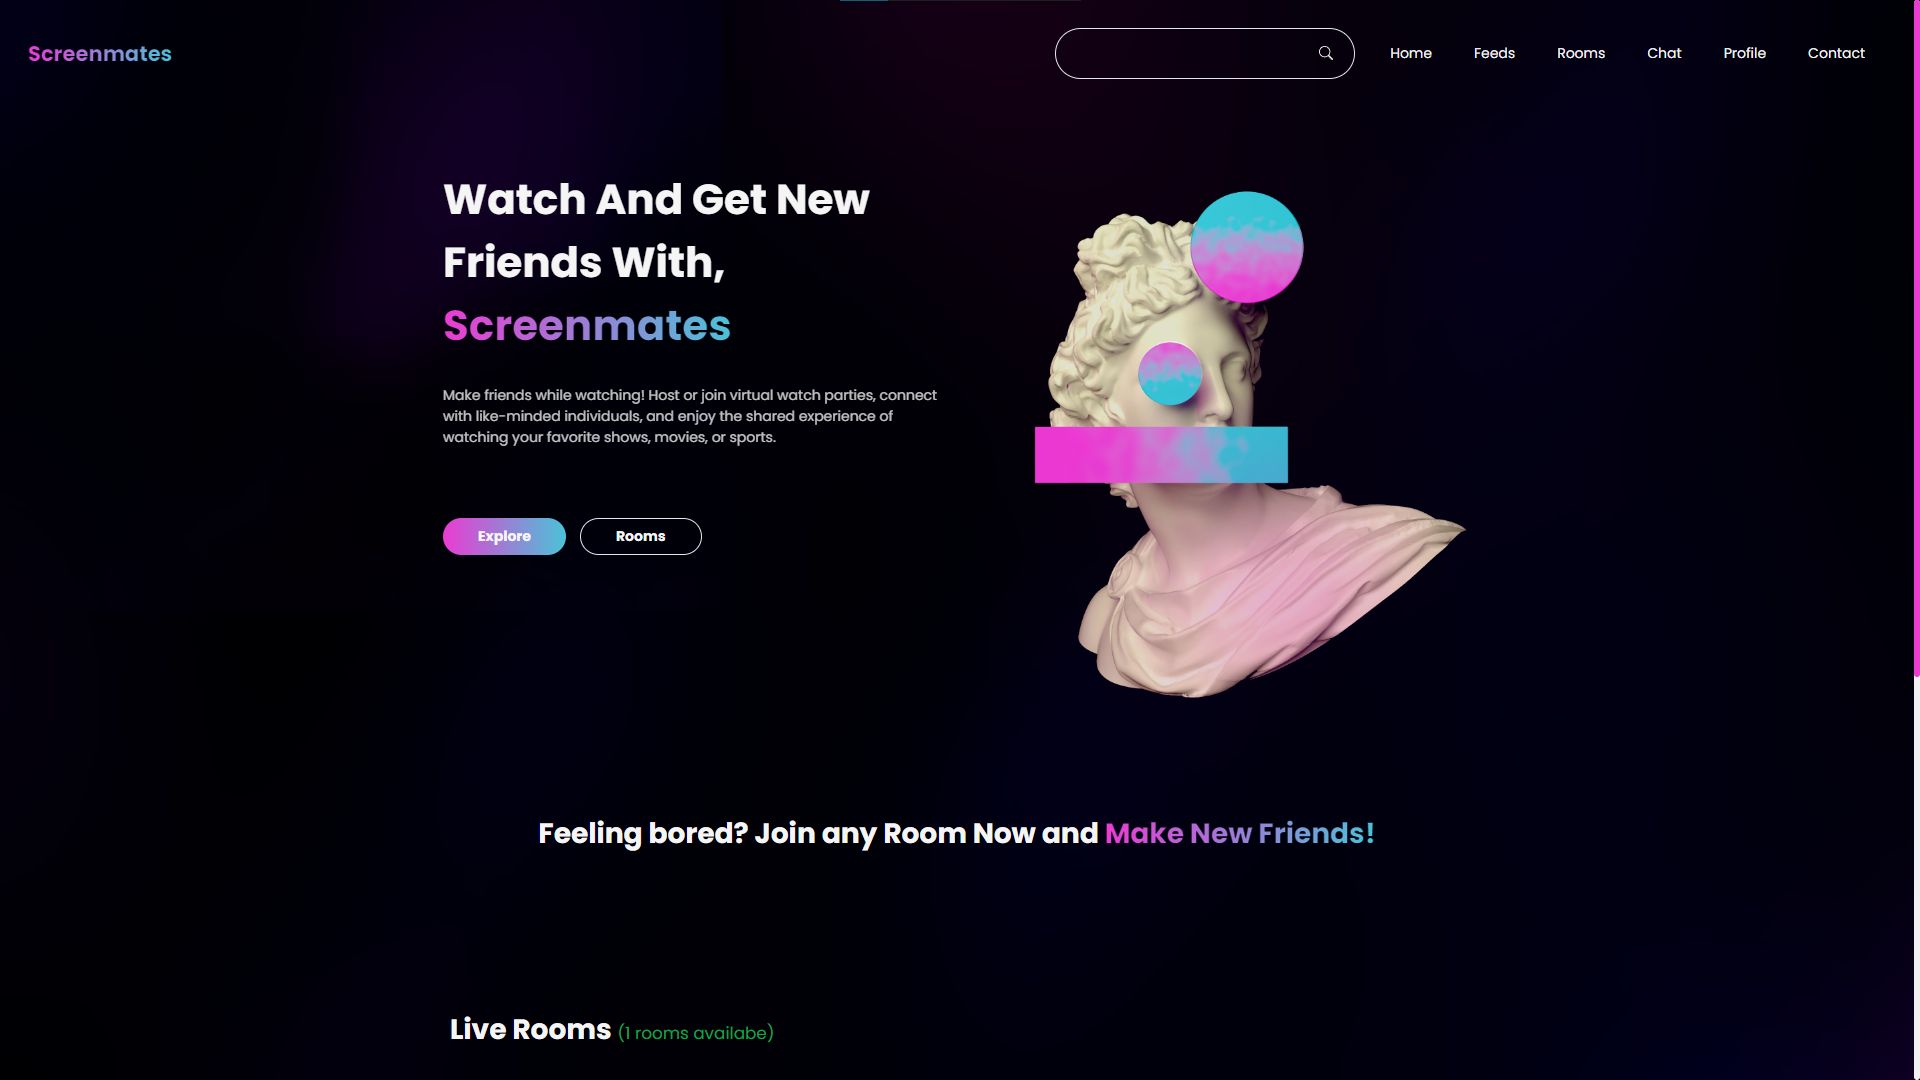 Screenmates
Home
Feeds
Rooms
Chat
Profile
Contact
Watch And Get New
Friends With,
Screenmates
Make friends while watching! Host or join virtual watch parties, connect
with like-minded individuals, and enjoy the shared experience of
watching your favorite shows, movies, or sports.
Explore
Rooms
Feeling bored? Join any Room Now and Make New Friends!
Live Rooms (1 rooms availabe)